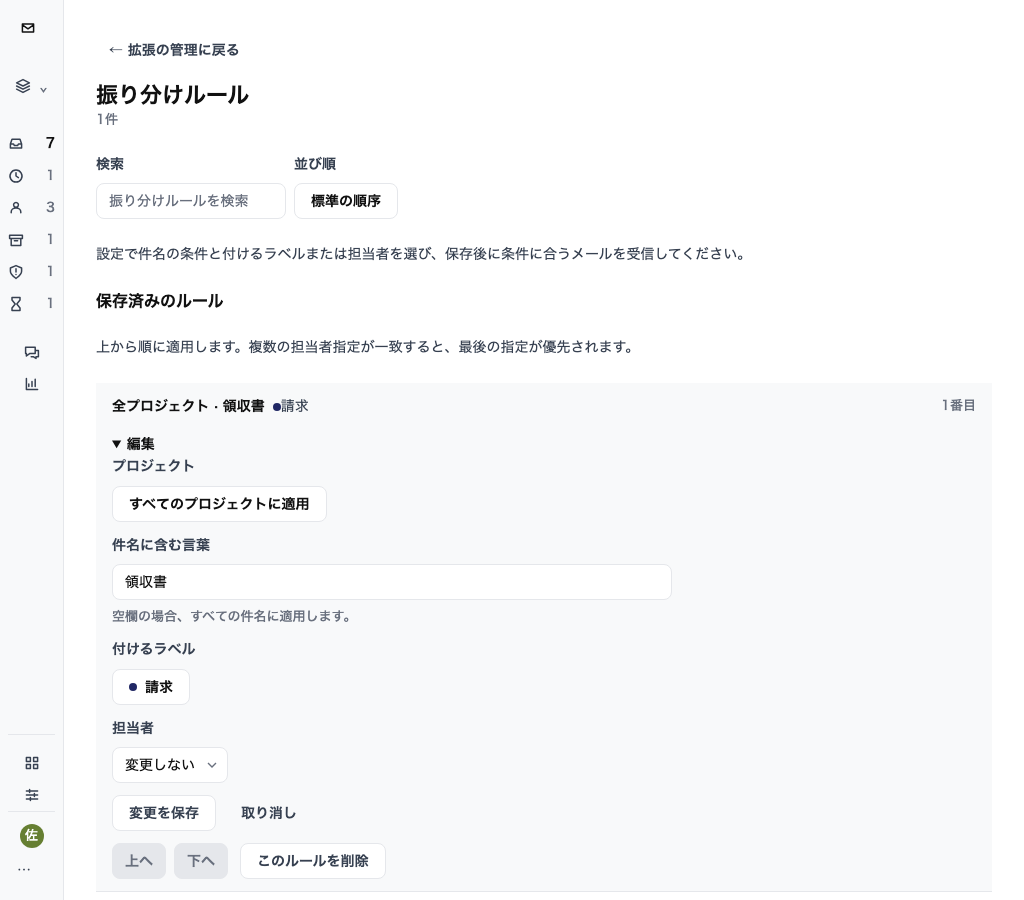 ← 拡張の管理に戻る
振り分けルール
1件
検索
並び順
振り分けルールを検索
標準の順序
設定で件名の条件と付けるラベルまたは担当者を選び、保存後に条件に合うメールを受信してください。
保存済みのルール
上から順に適用します。複数の担当者指定が一致すると、最後の指定が優先されます。
全プロジェクト · 領収書 ●請求
1番目
▼ 編集
プロジェクト
すべてのプロジェクトに適用
件名に含む言葉
領収書
空欄の場合、すべての件名に適用します。
付けるラベル
● 請求
担当者
変更しない
変更を保存
取り消し
上へ
下へ
このルールを削除
7
1
3
1
1
1
佐
…